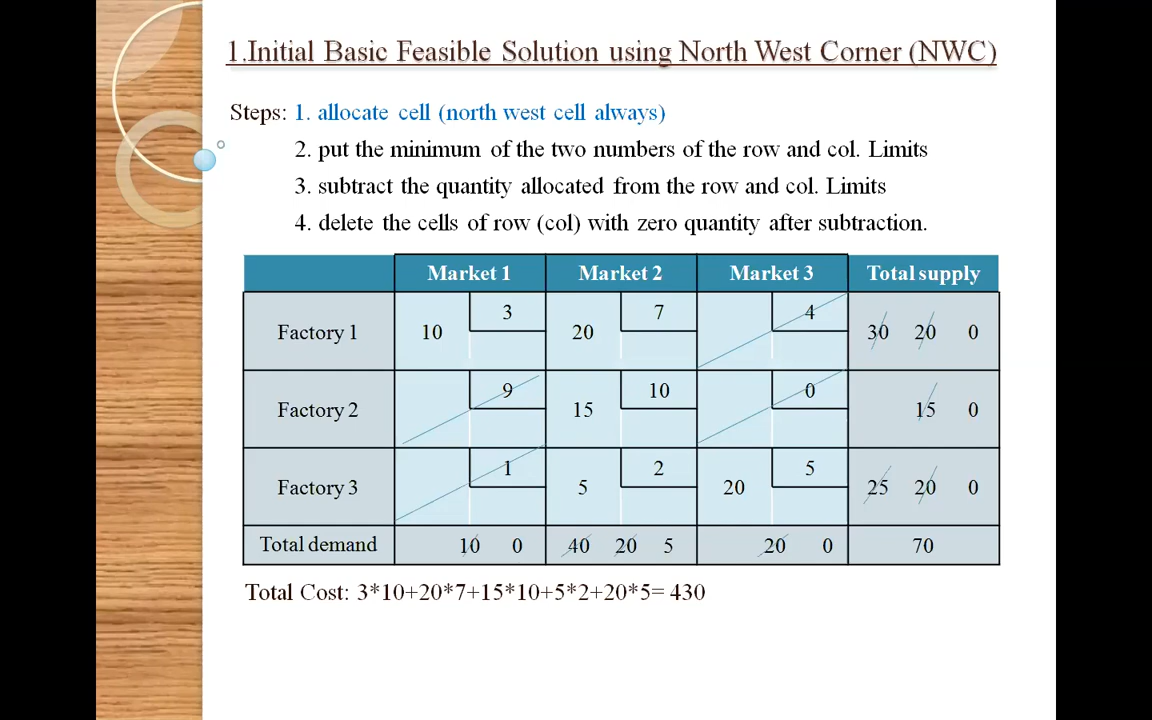 1.Initial Basic Feasible Solution using North West Corner (NWC)
Steps: 1. allocate cell (north west cell always)
2. put the minimum of the two numbers of the row and col. Limits
3. subtract the quantity allocated from the row and col. Limits
4. delete the cells of row (col) with zero quantity after subtraction.
Market 1 Market 2 Market 3 Total supply
Factory 1 10 3 20 7 4 30 20 0
Factory 2 9 15 10 0 15 0
Factory 3 1 5 2 20 5 25 20 0
Total demand 10 0 40 20 5 20 0 70
Total Cost: 3*10+20*7+15*10+5*2+20*5= 430